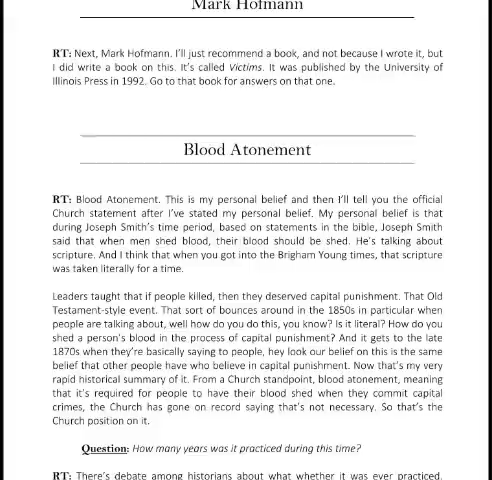 Mark Hofmann
RT: Next, Mark Hofmann. I'll just recommend a book, and not because I wrote it, but
I did write a book on this. It's called Victims. It was published by the University of
Illinois Press in 1992. Go to that book for answers on that one.
Blood Atonement
RT: Blood Atonement. This is my personal belief and then I'll tell you the official
Church statement after I've stated my personal belief. My personal belief is that
during Joseph Smith's time period, based on statements in the bible, Joseph Smith
said that when men shed blood, their blood should be shed. He's talking about
scripture. And I think that when you got into the Brigham Young times, that scripture
was taken literally for a time.
Leaders taught that if people killed, then they deserved capital punishment. That Old
Testament-style event. That sort of bounces around in the 1850s in particular when
people are talking about, well how do you do this, you know? Is it literal? How do you
shed a person's blood in the process of capital punishment? And it gets to the late
1870s when they're basically saying to people, hey look our belief on this is the same
belief that other people have who believe in capital punishment. Now that's my very
rapid historical summary of it. From a Church standpoint, blood atonement, meaning
that it's required for people to have their blood shed when they commit capital
crimes, the Church has gone on record saying that's not necessary. So that's the
Church position on it.
Question: How many years was it practiced during this time?
RT: There's debate among historians about what whether it was ever practiced.